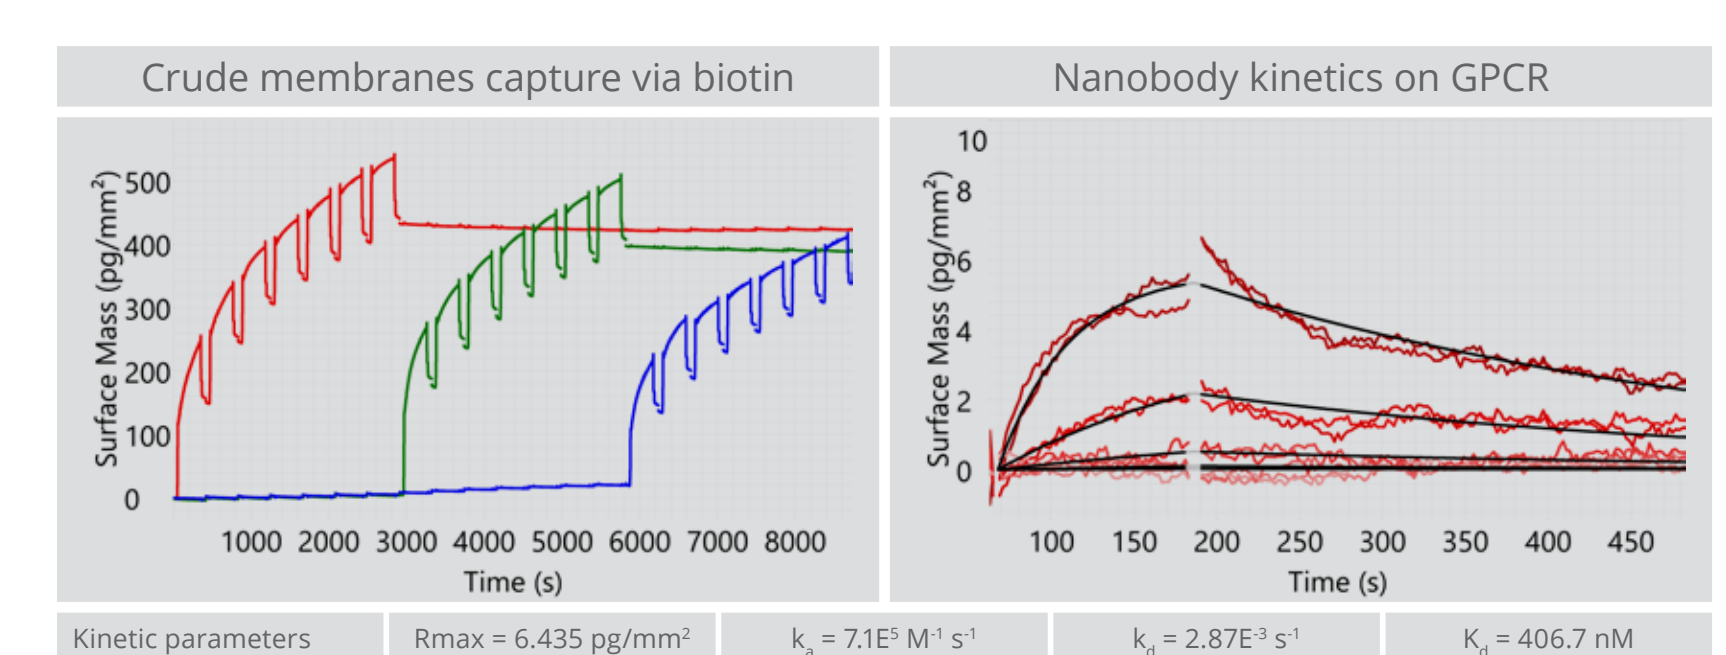 Crude membranes capture via biotin
Nanobody kinetics on GPCR
Surface Mass (pg/mm²)
500
400
300
200
100
0
1000 2000 3000 4000 5000 6000 7000 8000
Time (s)
Surface Mass (pg/mm²)
10
8
6
4
2
0
100 150 200 250 300 350 400 450
Time (s)
Kinetic parameters
Rmax = 6.435 pg/mm²
kₐ = 7.1E⁵ M⁻¹ s⁻¹
k_d = 2.87E⁻³ s⁻¹
K_d = 406.7 nM